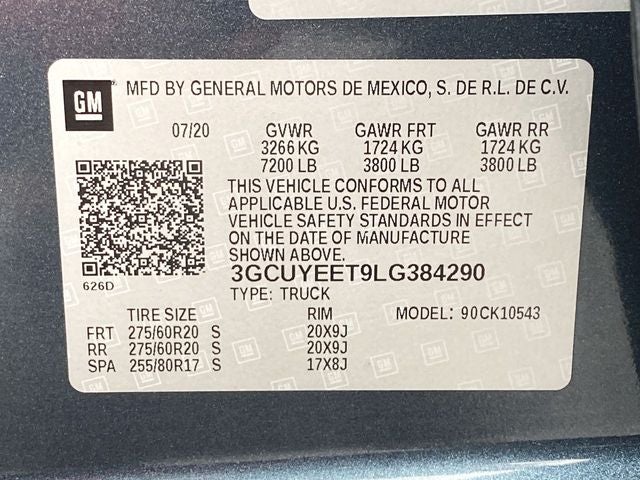 GM MFD BY GENERAL MOTORS DE MEXICO, S. DE R.L. DE C.V.
07/20 GVWR GAWR FRT GAWR RR
3266 KG 1724 KG 1724 KG
7200 LB 3800 LB 3800 LB
THIS VEHICLE CONFORMS TO ALL
APPLICABLE U.S. FEDERAL MOTOR
VEHICLE SAFETY STANDARDS IN EFFECT
ON THE DATE OF MANUFACTURE
SHOWN ABOVE.
626D
3GCUYEET9LG384290
TYPE: TRUCK
TIRE SIZE RIM MODEL: 90CK10543
FRT 275/60R20 S 20X9J
RR 275/60R20 S 20X9J
SPA 255/80R17 S 17X8J